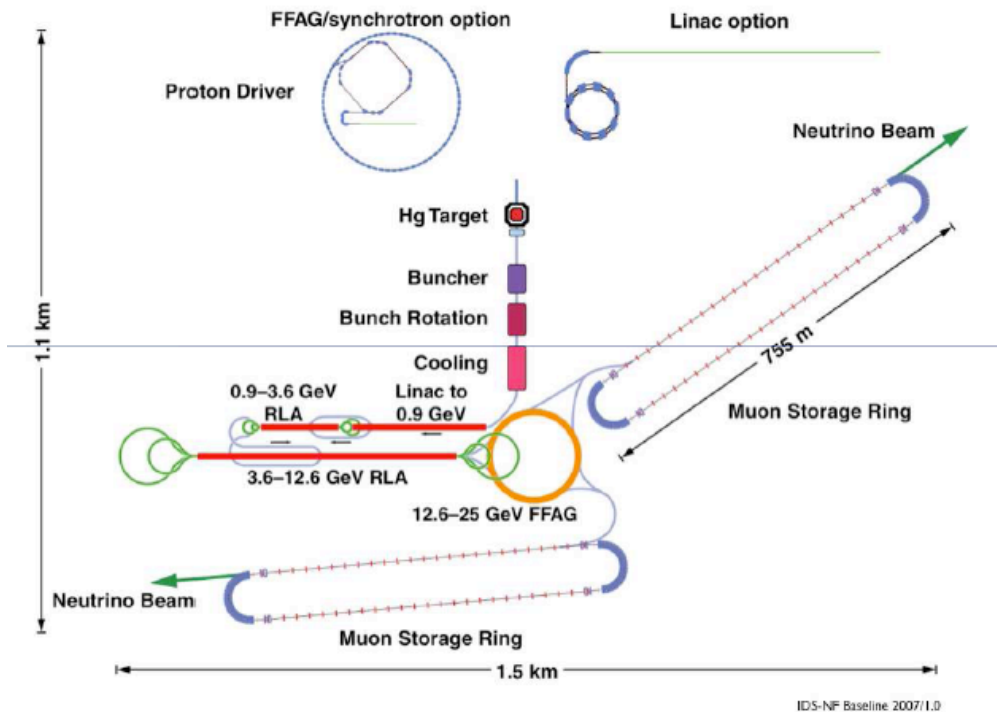 FFAG/synchrotron option
Linac option
Proton Driver
Neutrino Beam
Hg Target
Buncher
Bunch Rotation
1.1 km
Cooling
755 m
0.9–3.6 GeV
RLA
Linac to
0.9 GeV
Muon Storage Ring
3.6–12.6 GeV RLA
12.6–25 GeV FFAG
Neutrino Beam
Muon Storage Ring
1.5 km
IDS-NF Baseline 2007/1.0